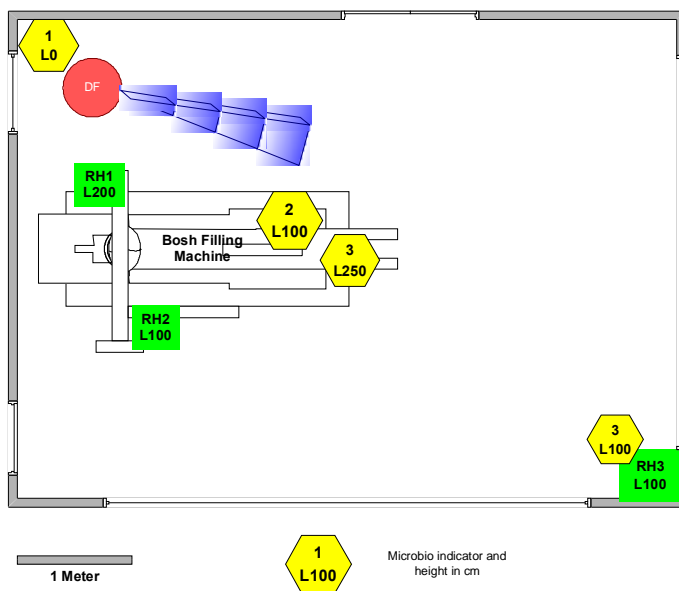 1
L0
DF
RH1
L200
2
L100
Bosh Filling
Machine
3
L250
RH2
L100
3
L100
RH3
L100
1 Meter
1
L100
Microbio indicator and
height in cm